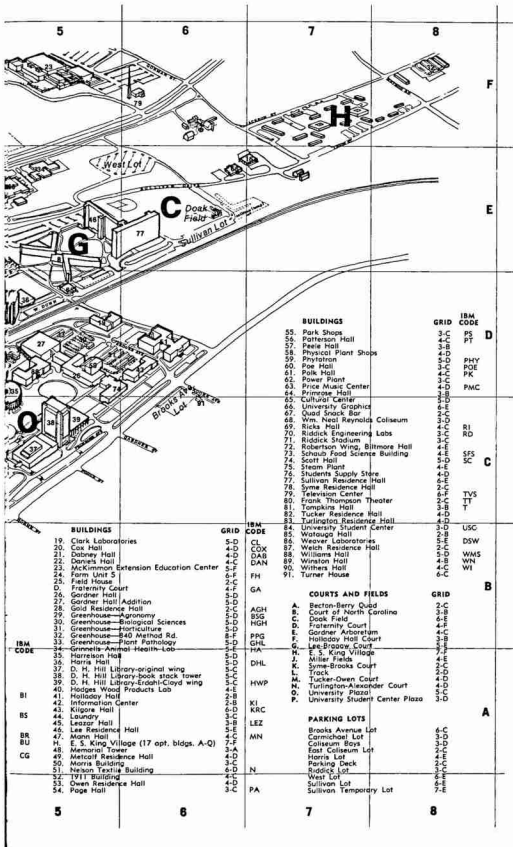 5 6 7 8
23
79
32
F
H
West Lot
C Doak
Field
E
46
77
Sullivan Lot
G
36
27
26
74
Brooks Av
Lot
91
O
38
39
37
BUILDINGS GRID IBM CODE
D
55. Park Shops 3-C PS
56. Patterson Hall 4-C PT
57. Peele Hall 3-B
58. Physical Plant Shops 4-D
59. Phytotron 5-D PHY
60. Poe Hall 3-C POE
61. Polk Hall 4-C PK
62. Power Plant 3-C
63. Price Music Center 4-D PMC
64. Primrose Hall 3-B
65. Cultural Center 5-B
66. University Graphics 6-E
67. Quad Snack Bar 2-C
68. Wm. Neal Reynolds Coliseum 3-D
69. Ricks Hall 4-C RI
70. Riddick Engineering Labs 3-C RD
71. Riddick Stadium 3-C
72. Robertson Wing, Biltmore Hall 4-E
73. Schaub Food Science Building 4-E SFS
74. Scott Hall 5-D SC
C
75. Steam Plant 4-E
76. Students Supply Store 4-D
77. Sullivan Residence Hall 6-E
78. Syme Residence Hall 2-C
79. Television Center 6-F TVS
80. Frank Thompson Theater 2-C TT
81. Tompkins Hall 3-B T
82. Tucker Residence Hall 4-D
83. Turlington Residence Hall 4-D
84. University Student Center 3-D USC
85. Watauga Hall 2-B
86. Weaver Laboratories 5-E DSW
87. Welch Residence Hall 2-C
88. Williams Hall 5-D WMS
89. Winston Hall 4-B WN
90. Withers Hall 4-C WI
91. Turner House 6-C
B
COURTS AND FIELDS GRID
A. Becton-Berry Quad 2-C
B. Court of North Carolina 3-B
C. Doak Field 6-E
D. Fraternity Court 4-F
E. Gardner Arboretum 4-C
F. Holladay Hall Court 3-B
G. Lee-Bragaw Court
H. E. S. King Village 7-F
J. Miller Fields 4-E
K. Syme-Brooks Court 2-C
L. Track 2-D
M. Tucker-Owen Court 4-D
N. Turlington-Alexander Court 4-D
O. University Plaza 5-C
P. University Student Center Plaza 3-D
A
PARKING LOTS
Brooks Avenue Lot 6-C
Carmichael Lot 3-D
Coliseum Bays 3-D
East Coliseum Lot 2-C
Harris Lot 4-E
Parking Deck 2-C
Riddick Lot 3-C
West Lot 6-E
Sullivan Lot 6-E
Sullivan Temporary Lot 7-E
BUILDINGS GRID IBM CODE
19. Clark Laboratories 5-D CL
20. Cox Hall 4-D COX
21. Dabney Hall 4-D DAB
22. Daniels Hall 4-C DAN
23. McKimmon Extension Education Center 5-F
24. Farm Unit 5 6-F FH
25. Field House 2-C
D. Fraternity Court 4-F
26. Gardner Hall 5-D GA
27. Gardner Hall Addition 5-D
28. Gold Residence Hall 2-C
29. Greenhouse—Agronomy 5-D AGH
30. Greenhouse—Biological Sciences 5-D BSG
31. Greenhouse—Horticulture 5-D HGH
32. Greenhouse—840 Method Rd. 8-F PPG
33. Greenhouse—Plant Pathology 5-D GHL
IBM CODE
34. Grinnells Animal Health Lab 5-E HA
35. Harrelson Hall 5-D
36. Harris Hall 5-D DHL
37. D. H. Hill Library-original wing 5-C
38. D. H. Hill Library-book stack tower 5-C
39. D. H. Hill Library-Erdahl-Cloyd wing 5-C
40. Hodges Wood Products Lab 4-E HWP
BI
41. Holladay Hall 2-B
42. Information Center 2-B
43. Kilgore Hall 6-D KI
KRC
BS
44. Laundry 3-C
45. Leazar Hall 3-B LEZ
46. Lee Residence Hall 5-E
BR
47. Mann Hall 4-C MN
BU
H. E. S. King Village (17 apt. bldgs. A-Q) 7-F
48. Memorial Tower 3-A
CG
49. Metcalf Residence Hall 4-D
50. Morris Building 3-C
51. Nelson Textile Building 6-D N
52. 1911 Building 4-C
53. Owen Residence Hall 4-D
54. Page Hall 3-C PA
5 6 7 8